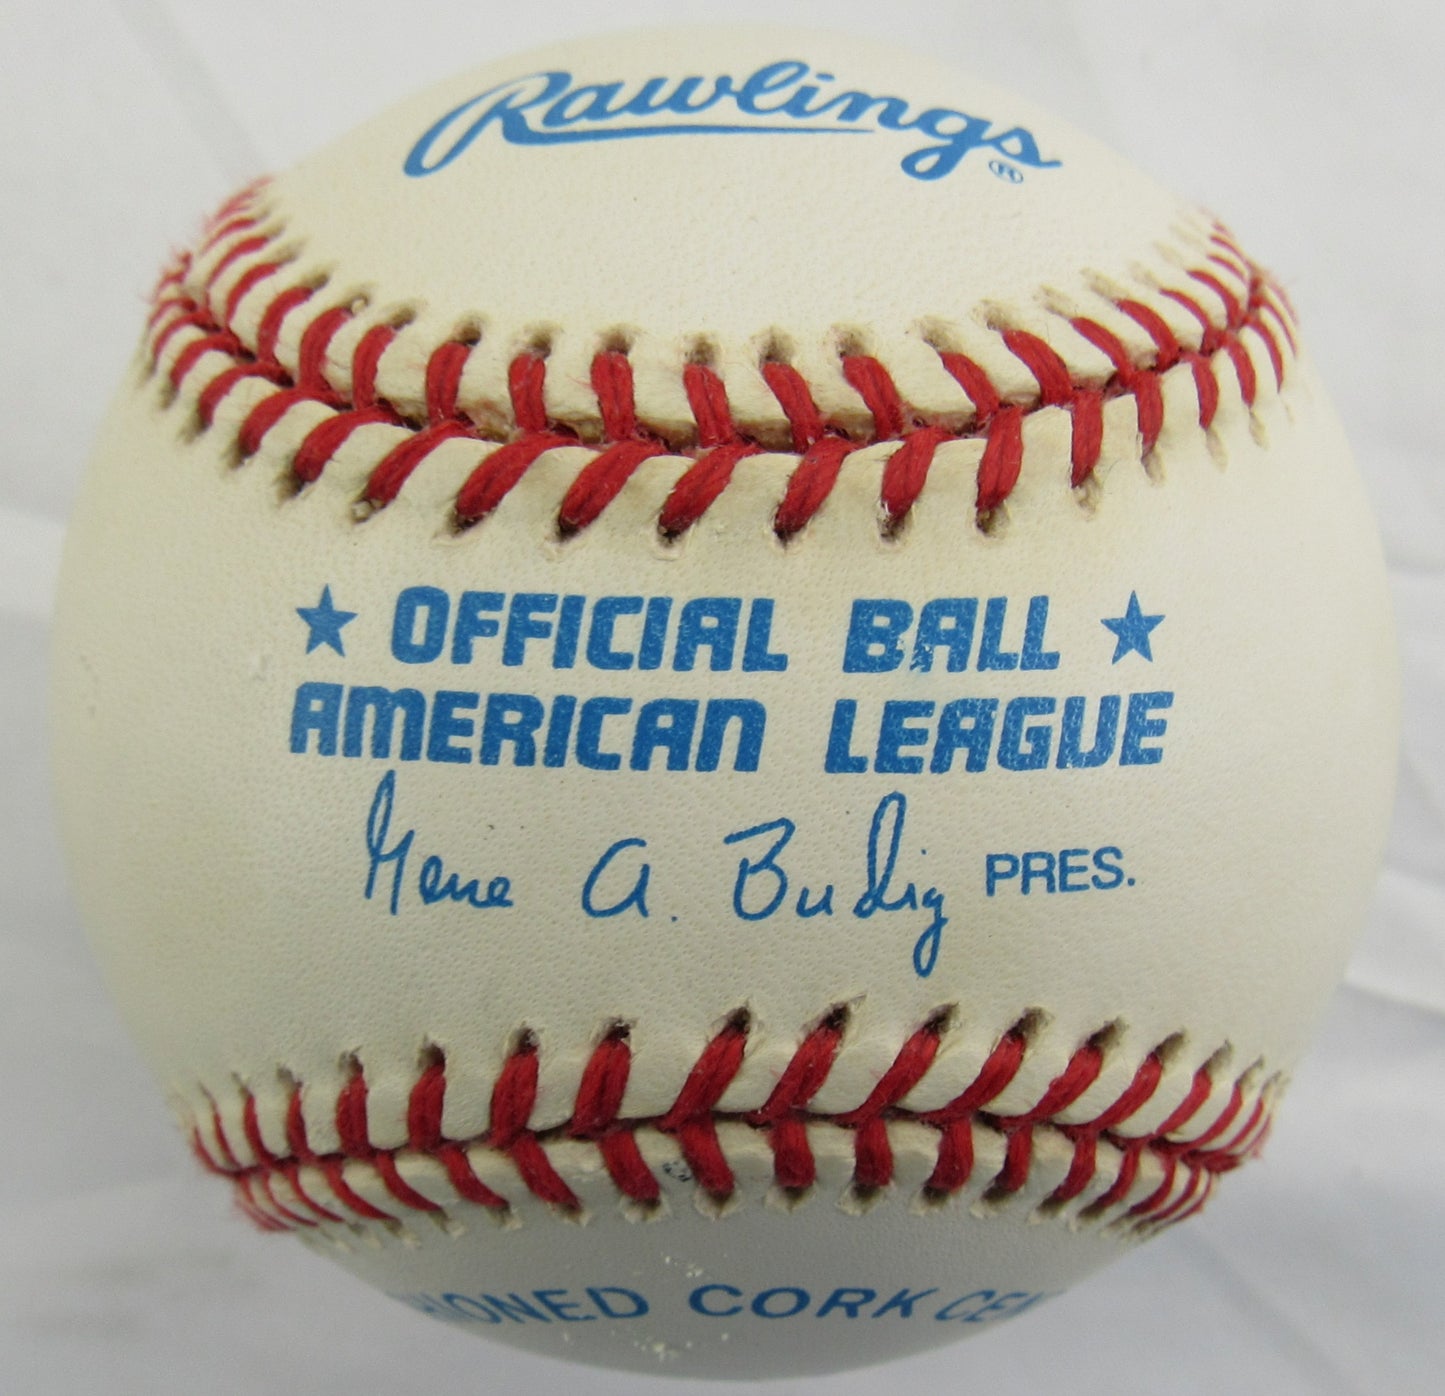 Rawlings ®
★ OFFICIAL BALL ★
AMERICAN LEAGUE
Gene A. Budig PRES.
CORK